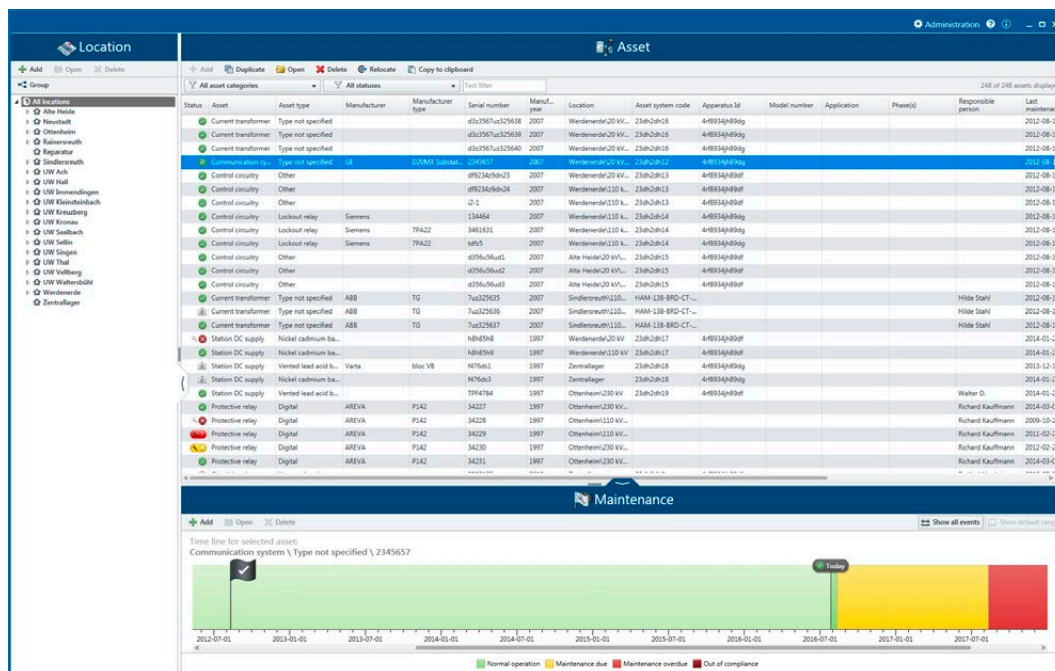 Administration
Location
Asset
Add Open Delete
Add Duplicate Open Delete Relocate Copy to clipboard
Group
All asset categories All statuses Text filter 248 of 248 assets
All locations
Alte Heide
Neustadt
Ottenheim
Rainersreuth
Reparatur
Sindlersreuth
UW Ach
UW Hall
UW Immendingen
UW Kleinsteinbach
UW Kreuzberg
UW Kronau
UW Saalbach
UW Sellin
UW Singen
UW Thal
UW Vellberg
UW Waltersbühl
Werdenerde
Zentrallager
Status Asset Asset type Manufacturer Manufacturer type Serial number Manuf... year Location Asset system code Apparatus Id Model number Application Phase(s) Responsible person Last
Current transformer Type not specified d3z3567uz325638 2007 Werdenerde\20 kV... 23dh2dh16 4rf8934jh89dg
Current transformer Type not specified d3z3567uz325639 2007 Werdenerde\20 kV... 23dh2dh16 4rf8934jh89dg
Current transformer Type not specified d3z3567uz325640 2007 Werdenerde\20 kV... 23dh2dh16 4rf8934jh89dg
Communication sy... Type not specified GE D20MX Substat... 2345657 2007 Werdenerde\20 kV... 23dh2dh12 4rf8934jh89dg
Control circuitry Other df9234z9dn23 2007 Werdenerde\20 kV... 23dh2dh13 4rf8934jh89df
Control circuitry Other df9234z9dn24 2007 Werdenerde\110 k... 23dh2dh13 4rf8934jh89df
Control circuitry Other i2-1 2007 Werdenerde\110 k... 23dh2dh13 4rf8934jh89df
Control circuitry Lockout relay Siemens 134464 2007 Werdenerde\110 k... 23dh2dh14 4rf8934jh89dg
Control circuitry Lockout relay Siemens 7PA22 3461631 2007 Werdenerde\110 k... 23dh2dh14 4rf8934jh89dg
Control circuitry Lockout relay Siemens 7PA22 2007 Werdenerde\110 k... 23dh2dh14 4rf8934jh89dg
Control circuitry Other d356u56ud1 2007 Alte Heide\20 kV\... 23dh2dh15 4rf8934jh89df
Control circuitry Other d356u56ud2 2007 Alte Heide\20 kV\... 23dh2dh15 4rf8934jh89df
Control circuitry Other d356u56ud3 2007 Alte Heide\20 kV\... 23dh2dh15 4rf8934jh89df
Current transformer Type not specified ABB TG 7uz325635 2007 Sindlersreuth\110... HAM-138-BRD-CT-... Hilde Stahl
Current transformer Type not specified ABB TG 7uz325636 2007 Sindlersreuth\110... HAM-138-BRD-CT-... Hilde Stahl
Current transformer Type not specified ABB TG 7uz325637 2007 Sindlersreuth\110... HAM-138-BRD-CT-... Hilde Stahl
Station DC supply Nickel cadmium ba... h8h85h8 1997 Werdenerde\20 kV 23dh2dh17 4rf8934jh89df
Station DC supply Nickel cadmium ba... h8h85h9 1997 Werdenerde\110 kV 23dh2dh17 4rf8934jh89df
Station DC supply Vented lead acid b... Varta bloc VB f476ds1 1997 Zentrallager 23dh2dh18 4rf8934jh89df
Station DC supply Nickel cadmium ba... f476ds3 1997 Zentrallager 23dh2dh18 4rf8934jh89df
Station DC supply Vented lead acid b... TPF4784 1997 Ottenheim\230 kV 23dh2dh19 4rf8934jh89df Walter D.
Protective relay Digital AREVA P142 34227 1997 Ottenheim\230 kV... Richard Kauffmann
Protective relay Digital AREVA P142 34228 1997 Ottenheim\110 kV... Richard Kauffmann
Protective relay Digital AREVA P142 34229 1997 Ottenheim\110 kV... Richard Kauffmann
Protective relay Digital AREVA P142 34230 1997 Ottenheim\230 kV... Richard Kauffmann
Protective relay Digital AREVA P142 34231 1997 Ottenheim\230 kV... Richard Kauffmann
Maintenance
Add Open Delete Show all events Show default
Time line for selected asset:
Communication system \ Type not specified \ 2345657
Today
2012-07-01 2013-01-01 2013-07-01 2014-01-01 2014-07-01 2015-01-01 2015-07-01 2016-01-01 2016-07-01 2017-01-01 2017-07-01
Normal operation Maintenance due Maintenance overdue Out of compliance